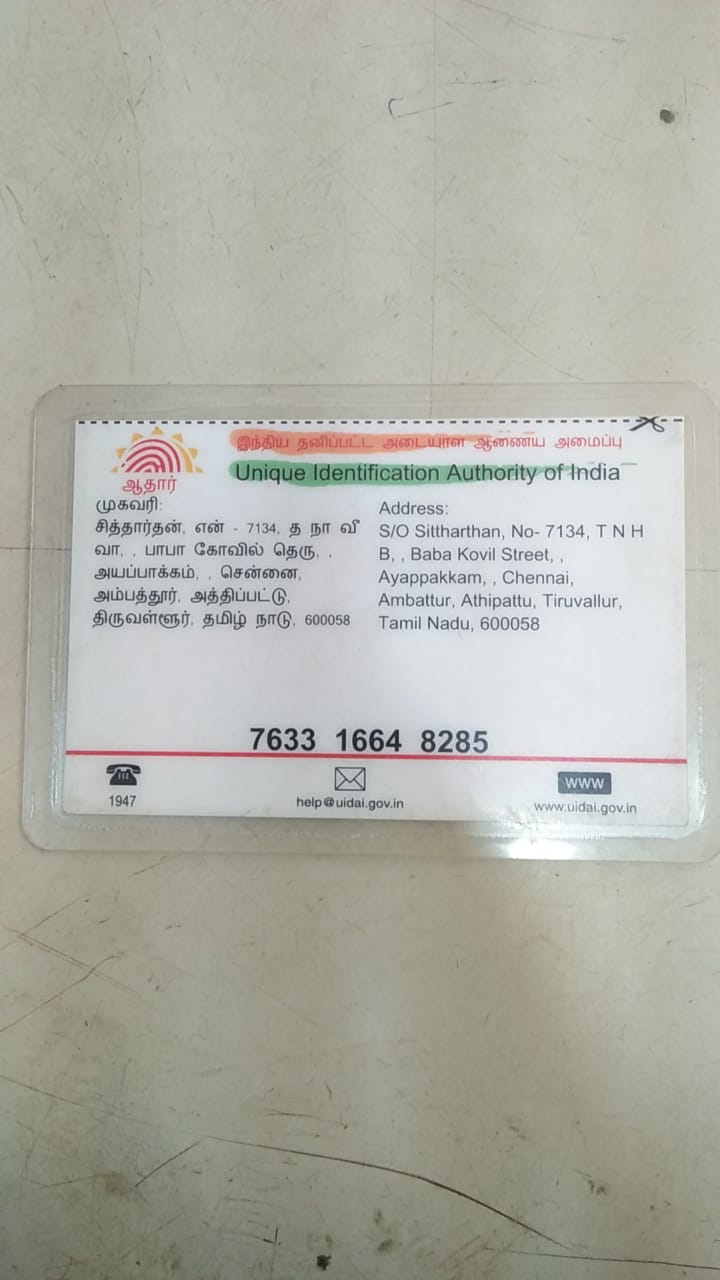 இந்திய தனிப்பட்ட அடையாள ஆணைய அமைப்பு
Unique Identification Authority of India
ஆதார்
முகவரி:
சித்தார்தன், என் - 7134, த நா வீ
வா, , பாபா கோவில் தெரு, ,
அயப்பாக்கம், , சென்னை,
அம்பத்தூர், அத்திப்பட்டு,
திருவள்ளூர், தமிழ் நாடு, 600058
Address:
S/O Sittharthan, No- 7134, T N H
B, , Baba Kovil Street, ,
Ayappakkam, , Chennai,
Ambattur, Athipattu, Tiruvallur,
Tamil Nadu, 600058
7633 1664 8285
1947
help@uidai.gov.in
www
www.uidai.gov.in